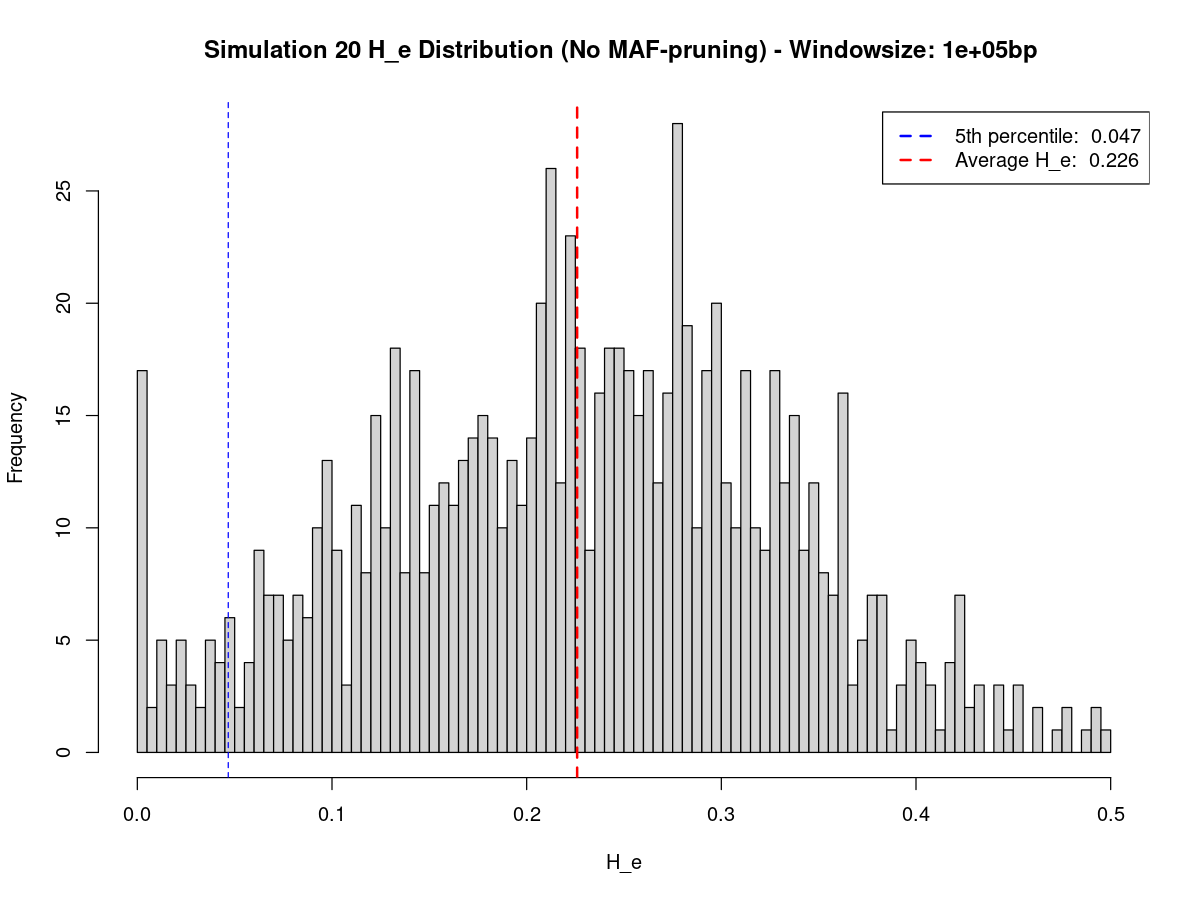 Simulation 20 H_e Distribution (No MAF-pruning) - Windowsize: 1e+05bp
5th percentile: 0.047
Average H_e: 0.226
Frequency
25
20
15
10
5
0
0.0 0.1 0.2 0.3 0.4 0.5
H_e